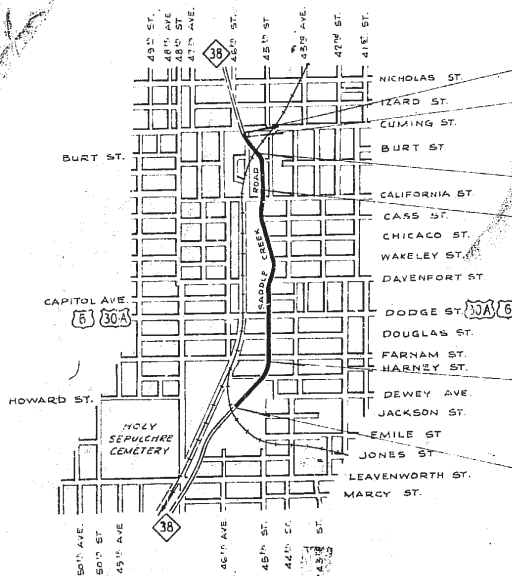 49TH ST.
48TH AVE.
48TH ST
47TH AVE.
46TH ST.
45TH ST.
43RD AVE.
42ND ST.
41ST.
38
NICHOLAS ST.
IZARD ST.
CUMING ST.
BURT ST.
BURT ST.
CALIFORNIA ST.
CASS ST.
CHICAGO ST.
WAKELEY ST.
DAVENPORT ST.
CAPITOL AVE.
6 30A
DODGE ST. 30A 6
DOUGLAS ST.
FARNAM ST.
HARNEY ST.
DEWEY AVE.
HOWARD ST.
JACKSON ST.
EMILE ST
JONES ST.
LEAVENWORTH ST.
MARCY ST.
SADDLE CREEK ROAD
HOLY
SEPULCHRE
CEMETERY
38
50TH AVE.
50TH ST
49TH AVE.
46TH AVE.
45TH ST.
44TH ST.
43RD ST.